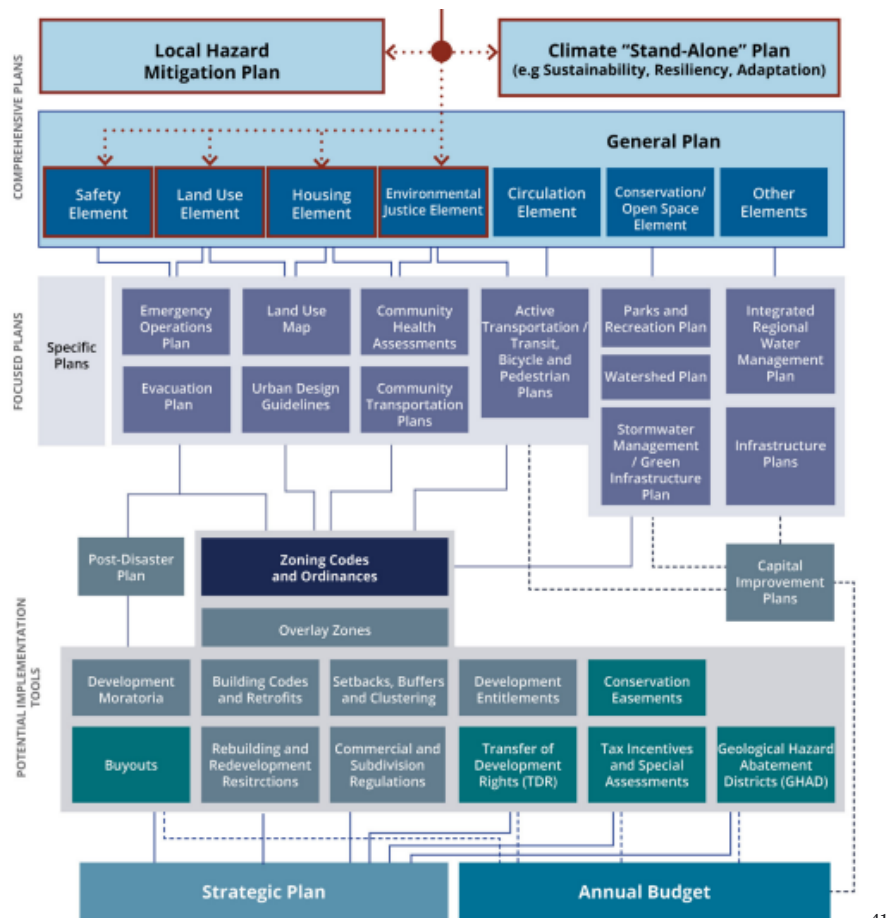 COMPREHENSIVE PLANS
Local Hazard
Mitigation Plan
Climate “Stand-Alone” Plan
(e.g Sustainability, Resiliency, Adaptation)
General Plan
Safety
Element
Land Use
Element
Housing
Element
Environmental
Justice Element
Circulation
Element
Conservation/
Open Space
Element
Other
Elements
FOCUSED PLANS
Specific
Plans
Emergency
Operations
Plan
Land Use
Map
Community
Health
Assessments
Active
Transportation /
Transit,
Bicycle and
Pedestrian
Plans
Parks and
Recreation Plan
Integrated
Regional
Water
Management
Plan
Evacuation
Plan
Urban Design
Guidelines
Community
Transportation
Plans
Watershed Plan
Stormwater
Management
/ Green
Infrastructure
Plan
Infrastructure
Plans
POTENTIAL IMPLEMENTATION
TOOLS
Post-Disaster
Plan
Zoning Codes
and Ordinances
Capital
Improvement
Plans
Overlay Zones
Development
Moratoria
Building Codes
and Retrofits
Setbacks, Buffers
and Clustering
Development
Entitlements
Conservation
Easements
Buyouts
Rebuilding and
Redevelopment
Resitrctions
Commercial and
Subdivision
Regulations
Transfer of
Development
Rights (TDR)
Tax Incentives
and Special
Assessments
Geological Hazard
Abatement
Districts (GHAD)
Strategic Plan
Annual Budget